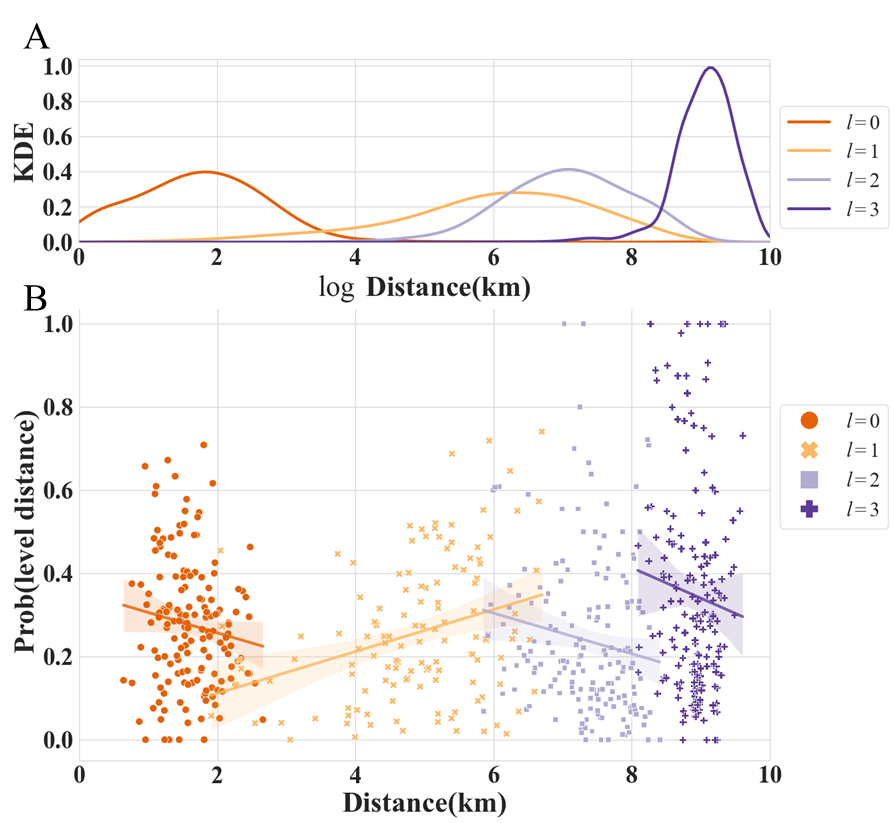 A
KDE
1.0
0.8
0.6
0.4
0.2
0.0
0 2 4 6 8 10
log Distance(km)
l=0
l=1
l=2
l=3
B
Prob(level distance)
1.0
0.8
0.6
0.4
0.2
0.0
0 2 4 6 8 10
Distance(km)
l=0
l=1
l=2
l=3